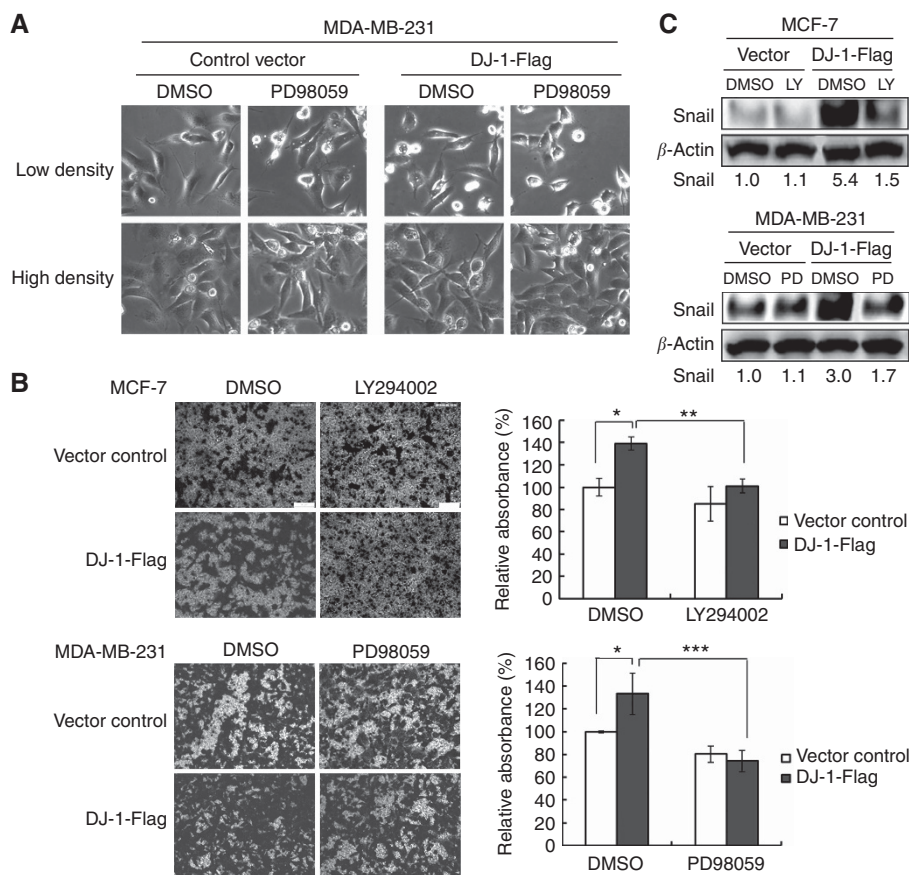 A
MDA-MB-231
Control vector
DJ-1-Flag
DMSO
PD98059
DMSO
PD98059
Low density
High density
B
MCF-7
DMSO
LY294002
Vector control
DJ-1-Flag
Relative absorbance (%)
160
140
120
100
80
60
40
20
0
*
**
DMSO
LY294002
Vector control
DJ-1-Flag
MDA-MB-231
DMSO
PD98059
Vector control
DJ-1-Flag
Relative absorbance (%)
160
140
120
100
80
60
40
20
0
*
***
DMSO
PD98059
Vector control
DJ-1-Flag
C
MCF-7
Vector DJ-1-Flag
DMSO LY DMSO LY
Snail
β-Actin
Snail 1.0 1.1 5.4 1.5
MDA-MB-231
Vector DJ-1-Flag
DMSO PD DMSO PD
Snail
β-Actin
Snail 1.0 1.1 3.0 1.7